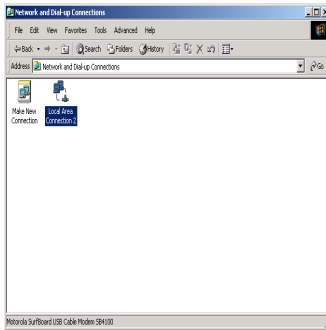 Network and Dial-up Connections
File Edit View Favorites Tools Advanced Help
Back Search Folders History
Address Network and Dial-up Connections Go
Make New Connection
Local Area Connection 2
Motorola SurfBoard USB Cable Modem SB4100